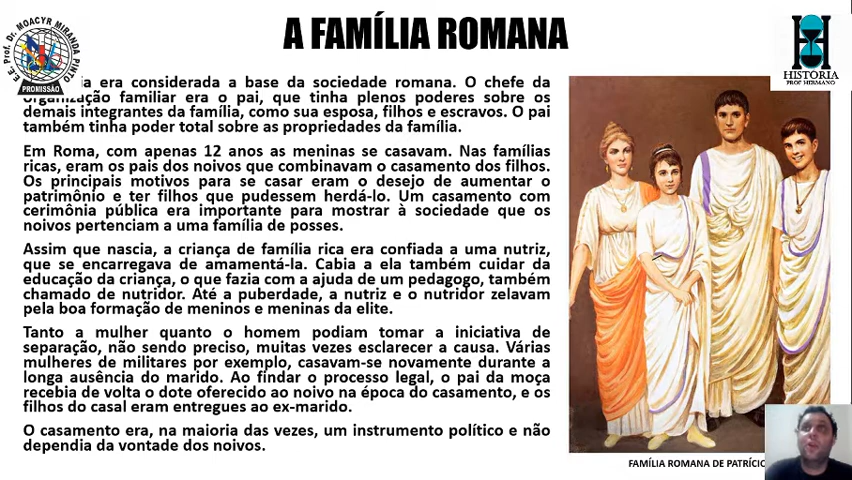 A FAMÍLIA ROMANA
E.E. Prof. Dr. MOACYR MIRANDA PINTO
PROMISSÃO
HISTORIA
PROF HERMANO
era considerada a base da sociedade romana. O chefe da
organização familiar era o pai, que tinha plenos poderes sobre os
demais integrantes da família, como sua esposa, filhos e escravos. O pai
também tinha poder total sobre as propriedades da família.
Em Roma, com apenas 12 anos as meninas se casavam. Nas famílias
ricas, eram os pais dos noivos que combinavam o casamento dos filhos.
Os principais motivos para se casar eram o desejo de aumentar o
patrimônio e ter filhos que pudessem herdá-lo. Um casamento com
cerimônia pública era importante para mostrar à sociedade que os
noivos pertenciam a uma família de posses.
Assim que nascia, a criança de família rica era confiada a uma nutriz,
que se encarregava de amamentá-la. Cabia a ela também cuidar da
educação da criança, o que fazia com a ajuda de um pedagogo, também
chamado de nutridor. Até a puberdade, a nutriz e o nutridor zelavam
pela boa formação de meninos e meninas da elite.
Tanto a mulher quanto o homem podiam tomar a iniciativa de
separação, não sendo preciso, muitas vezes esclarecer a causa. Várias
mulheres de militares por exemplo, casavam-se novamente durante a
longa ausência do marido. Ao findar o processo legal, o pai da moça
recebia de volta o dote oferecido ao noivo na época do casamento, e os
filhos do casal eram entregues ao ex-marido.
O casamento era, na maioria das vezes, um instrumento político e não
dependia da vontade dos noivos.
FAMÍLIA ROMANA DE PATRÍCIO